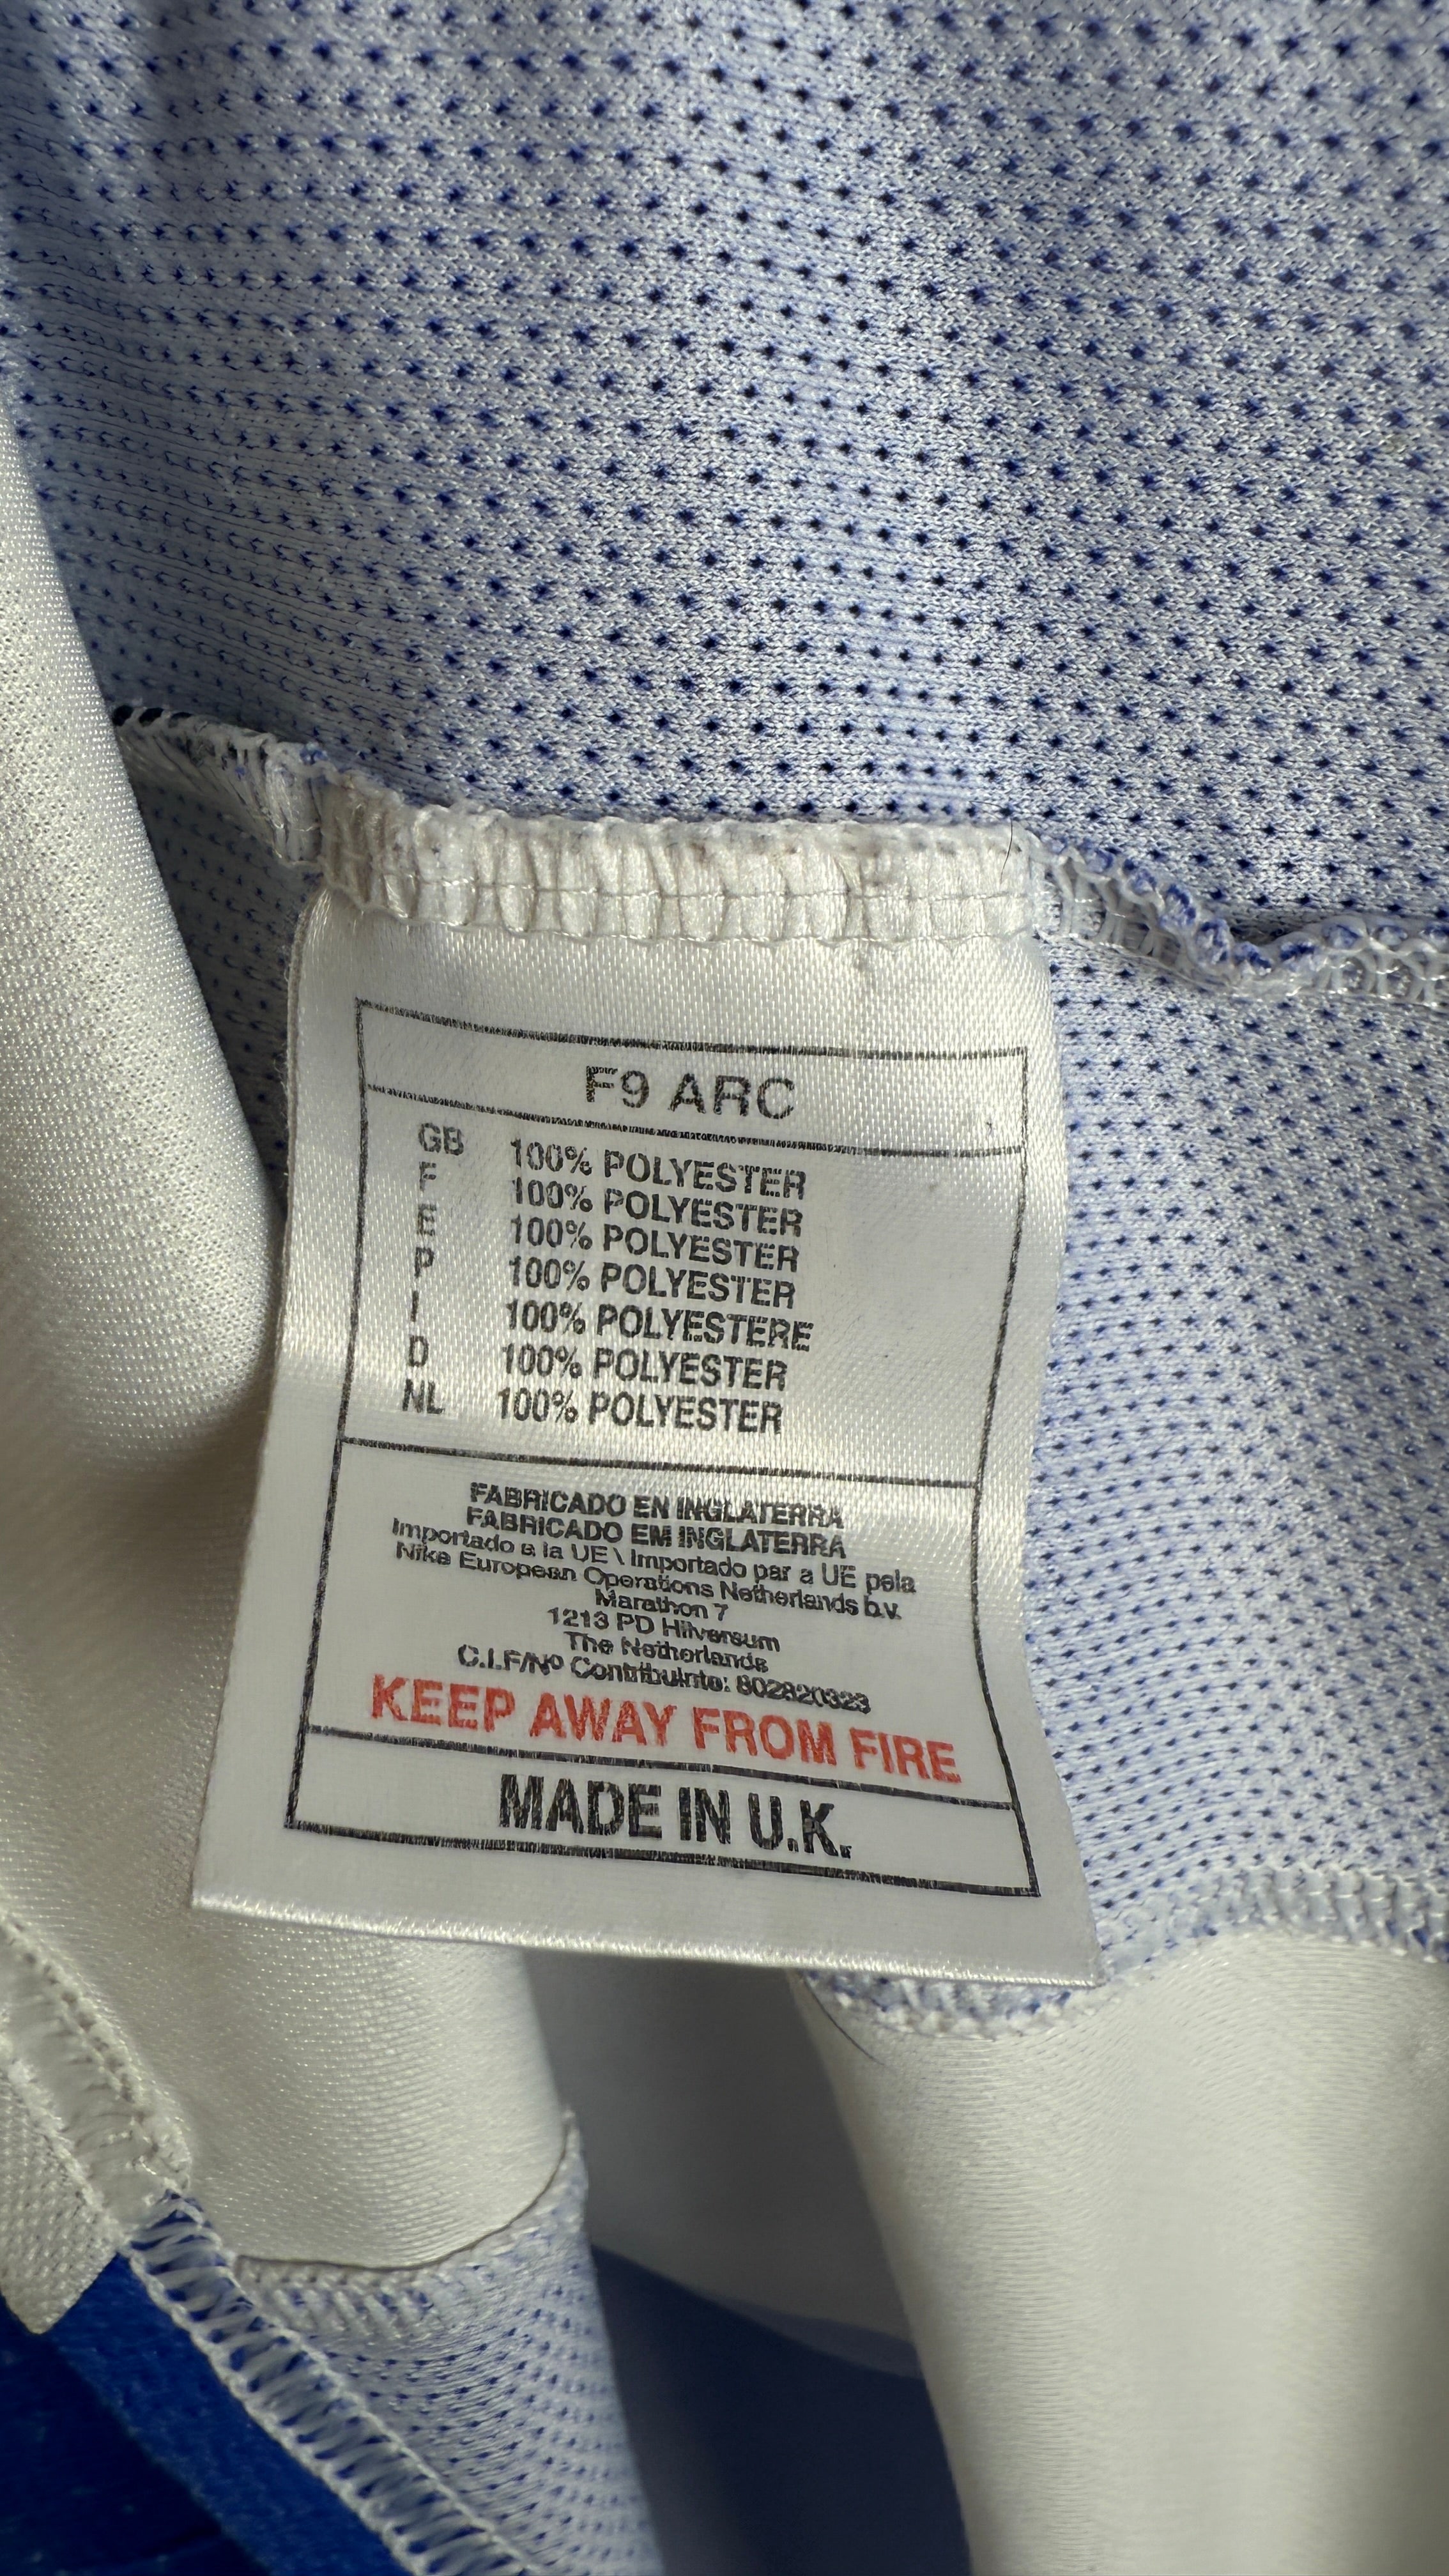 F9 ARC
GB 100% POLYESTER
F 100% POLYESTER
E 100% POLYESTER
P 100% POLYESTER
I 100% POLYESTERE
D 100% POLYESTER
NL 100% POLYESTER
FABRICADO EN INGLATERRA
FABRICADO EM INGLATERRA
Importado a la UE \ Importado par a UE pela
Nike European Operations Netherlands b.v.
Marathon 7
1213 PD Hilversum
The Netherlands
C.I.F/Nº Contribuinte: 802820323
KEEP AWAY FROM FIRE
MADE IN U.K.